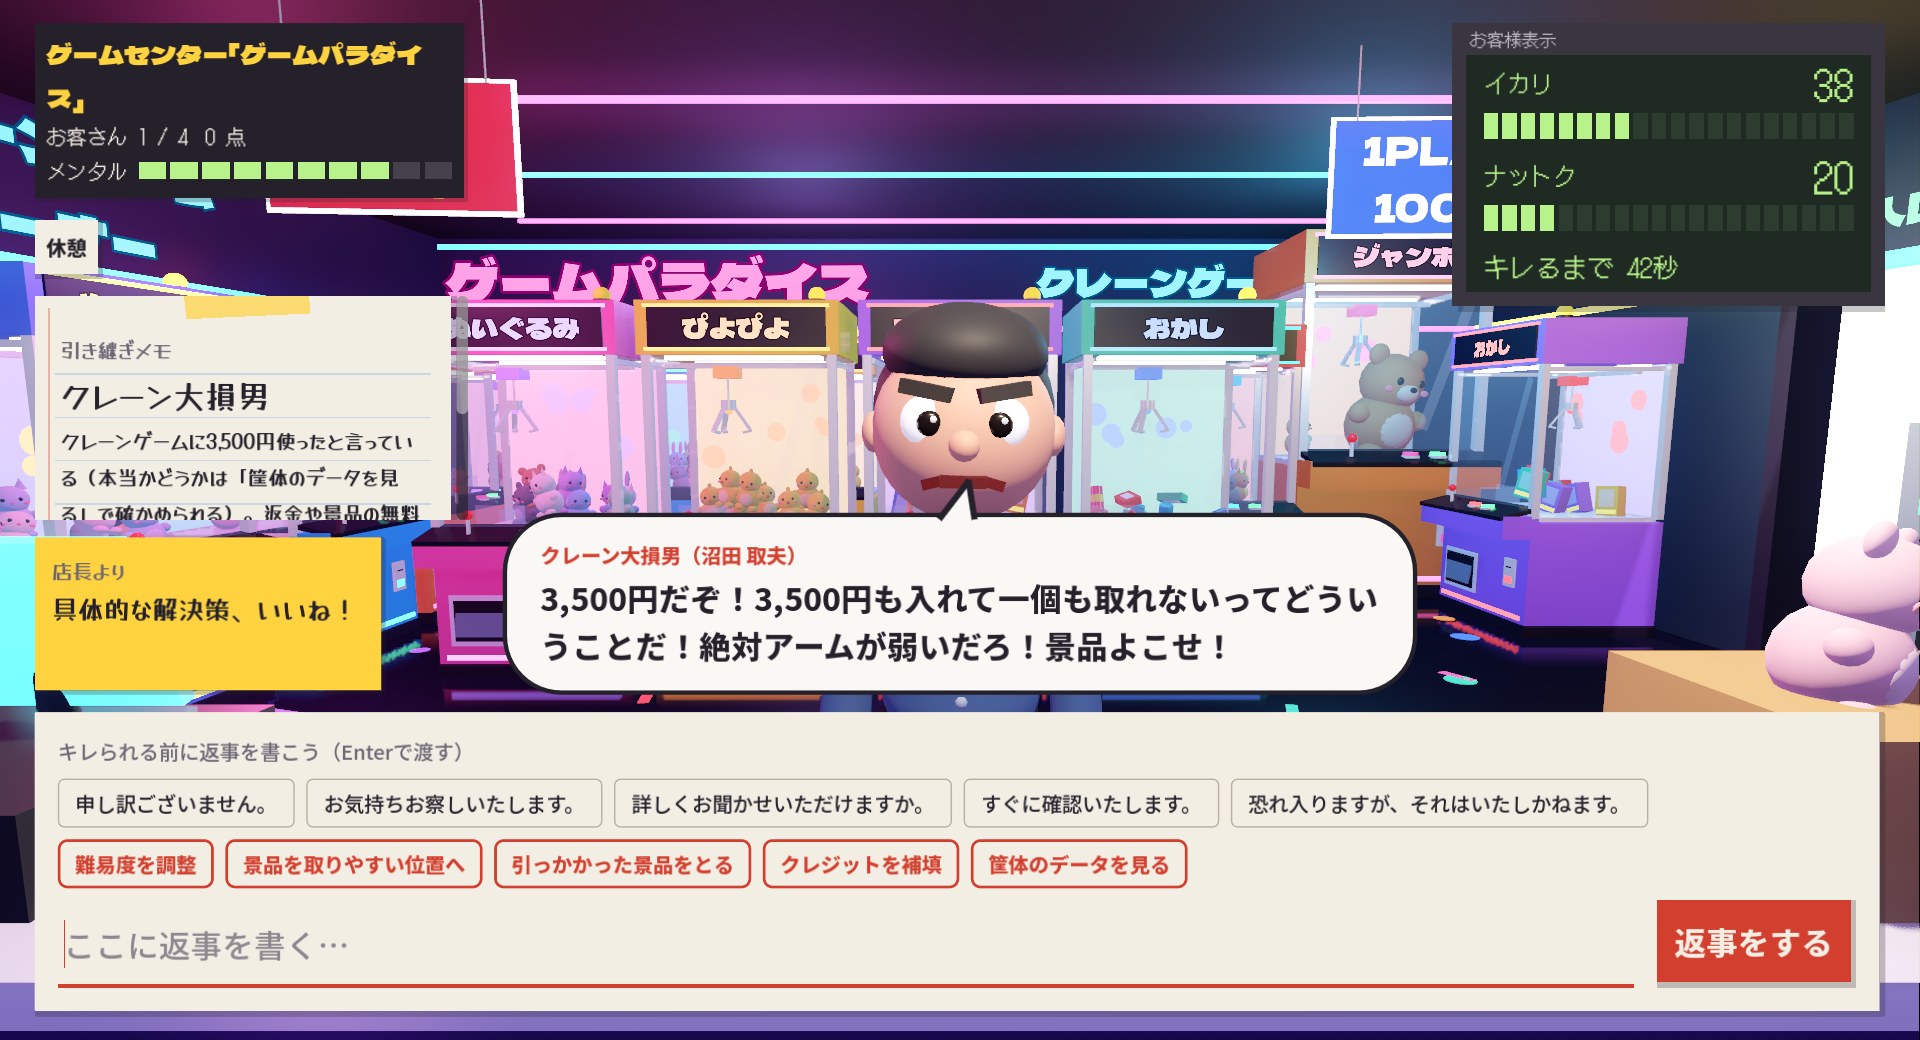 ゲームセンター「ゲームパラダイ
ス」
お客さん 1/4 0点
メンタル
休憩
引き継ぎメモ
クレーン大損男
クレーンゲームに3,500円使ったと言ってい
る（本当かどうかは「筐体のデータを見
る」で確かめられる）。返金や景品の無料
店長より
具体的な解決策、いいね！
お客様表示
イカリ 38
ナットク 20
キレるまで 42秒
1PL
100
ゲームパラダイス
クレーンゲー
ジャンボ
ぬいぐるみ
ぴよぴよ
おかし
おかし
クレーン大損男（沼田 取夫）
3,500円だぞ！3,500円も入れて一個も取れないってどうい
うことだ！絶対アームが弱いだろ！景品よこせ！
キレられる前に返事を書こう（Enterで渡す）
申し訳ございません。
お気持ちお察しいたします。
詳しくお聞かせいただけますか。
すぐに確認いたします。
恐れ入りますが、それはいたしかねます。
難易度を調整
景品を取りやすい位置へ
引っかかった景品をとる
クレジットを補填
筐体のデータを見る
ここに返事を書く…
返事をする